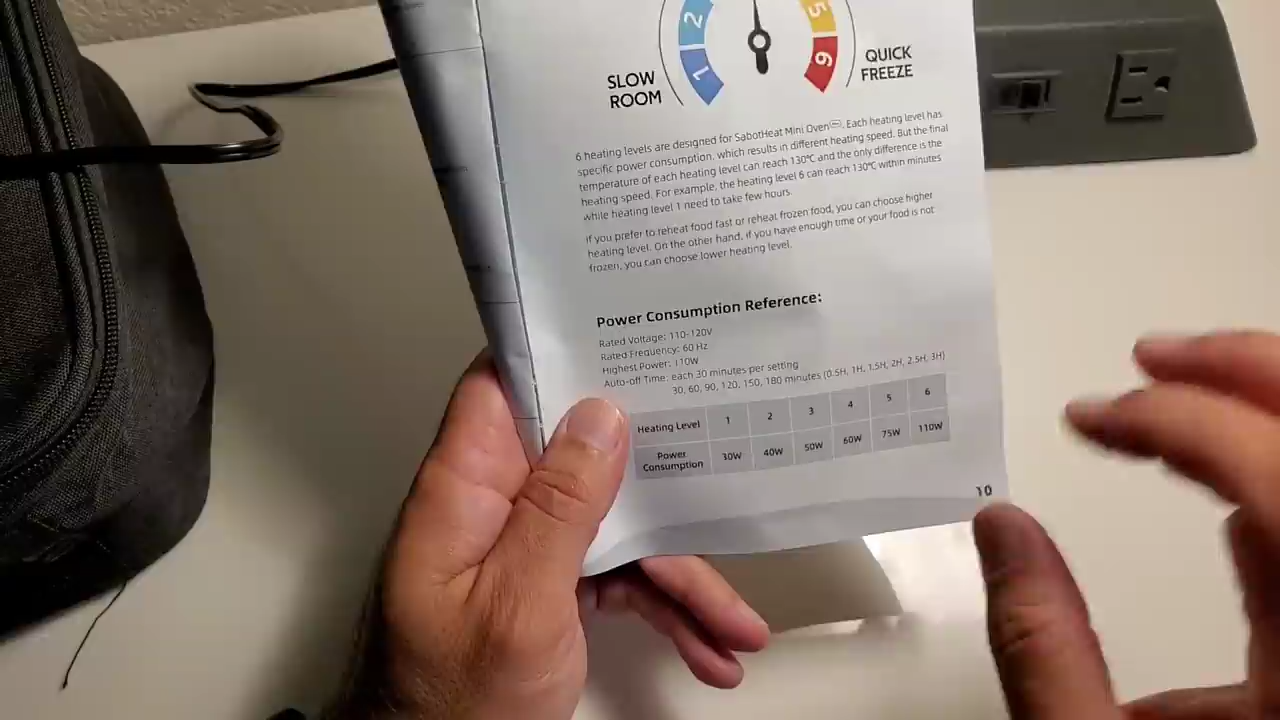 2
5
1
6
SLOW
ROOM
QUICK
FREEZE
6 heating levels are designed for SabotHeat Mini Oven. Each heating level has
specific power consumption, which results in different heating speed. But the final
temperature of each heating level can reach 130℃ and the only difference is the
heating speed. For example, the heating level 6 can reach 130℃ within minutes
while heating level 1 need to take few hours.
If you prefer to reheat food fast or reheat frozen food, you can choose higher
heating level. On the other hand, if you have enough time or your food is not
frozen, you can choose lower heating level.
Power Consumption Reference:
Rated Voltage: 110-120V
Rated Frequency: 60 Hz
Highest Power: 110W
Auto-off Time: each 30 minutes per setting
30, 60, 90, 120, 150, 180 minutes (0.5H, 1H, 1.5H, 2H, 2.5H, 3H)
Heating Level 1 2 3 4 5 6
Power
Consumption 30W 40W 50W 60W 75W 110W
10